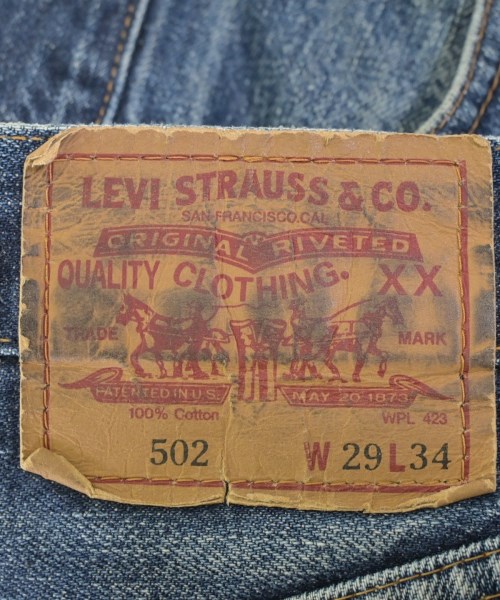 LEVI STRAUSS & CO.
SAN FRANCISCO, CAL
ORIGINAL RIVETED
QUALITY CLOTHING. XX
TRADE MARK
PATENTED IN U.S. MAY 20 1873
100% Cotton WPL 423
502 W 29 L 34